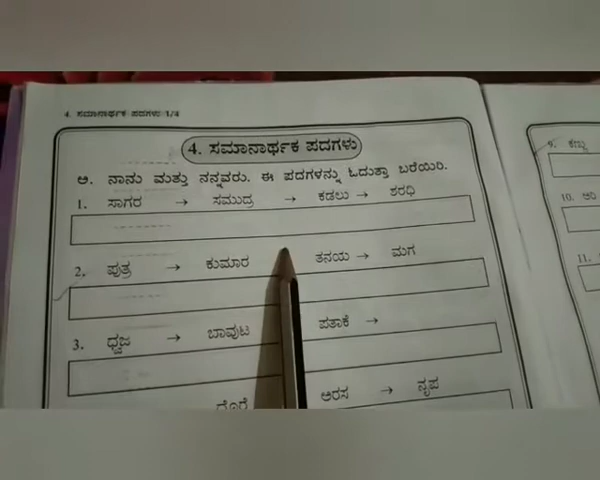 4. ಸಮಾನಾರ್ಥಕ ಪದಗಳು 1/4
4. ಸಮಾನಾರ್ಥಕ ಪದಗಳು
ಅ. ನಾನು ಮತ್ತು ನನ್ನವರು. ಈ ಪದಗಳನ್ನು ಓದುತ್ತಾ ಬರೆಯಿರಿ.
1. ಸಾಗರ → ಸಮುದ್ರ → ಕಡಲು → ಶರಧಿ
2. ಪುತ್ರ → ಕುಮಾರ ತನಯ → ಮಗ
3. ಧ್ವಜ → ಬಾವುಟ ಪತಾಕೆ →
ದೊರೆ ಅರಸ → ನೃಪ
9.
10.
11.